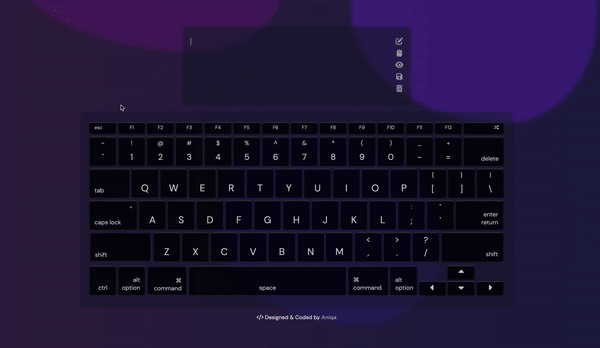 esc F1 F2 F3 F4 F5 F6 F7 F8 F9 F10 F11 F12
~ ! @ # $ % ^ & * ( ) _ +
` 1 2 3 4 5 6 7 8 9 0 - = delete
tab Q W E R T Y U I O P { [ } ] | \
caps lock A S D F G H J K L : ; " ' enter return
shift Z X C V B N M < , > . ? / shift
ctrl alt option ⌘ command space ⌘ command alt option
</> Designed & Coded by Aniqa